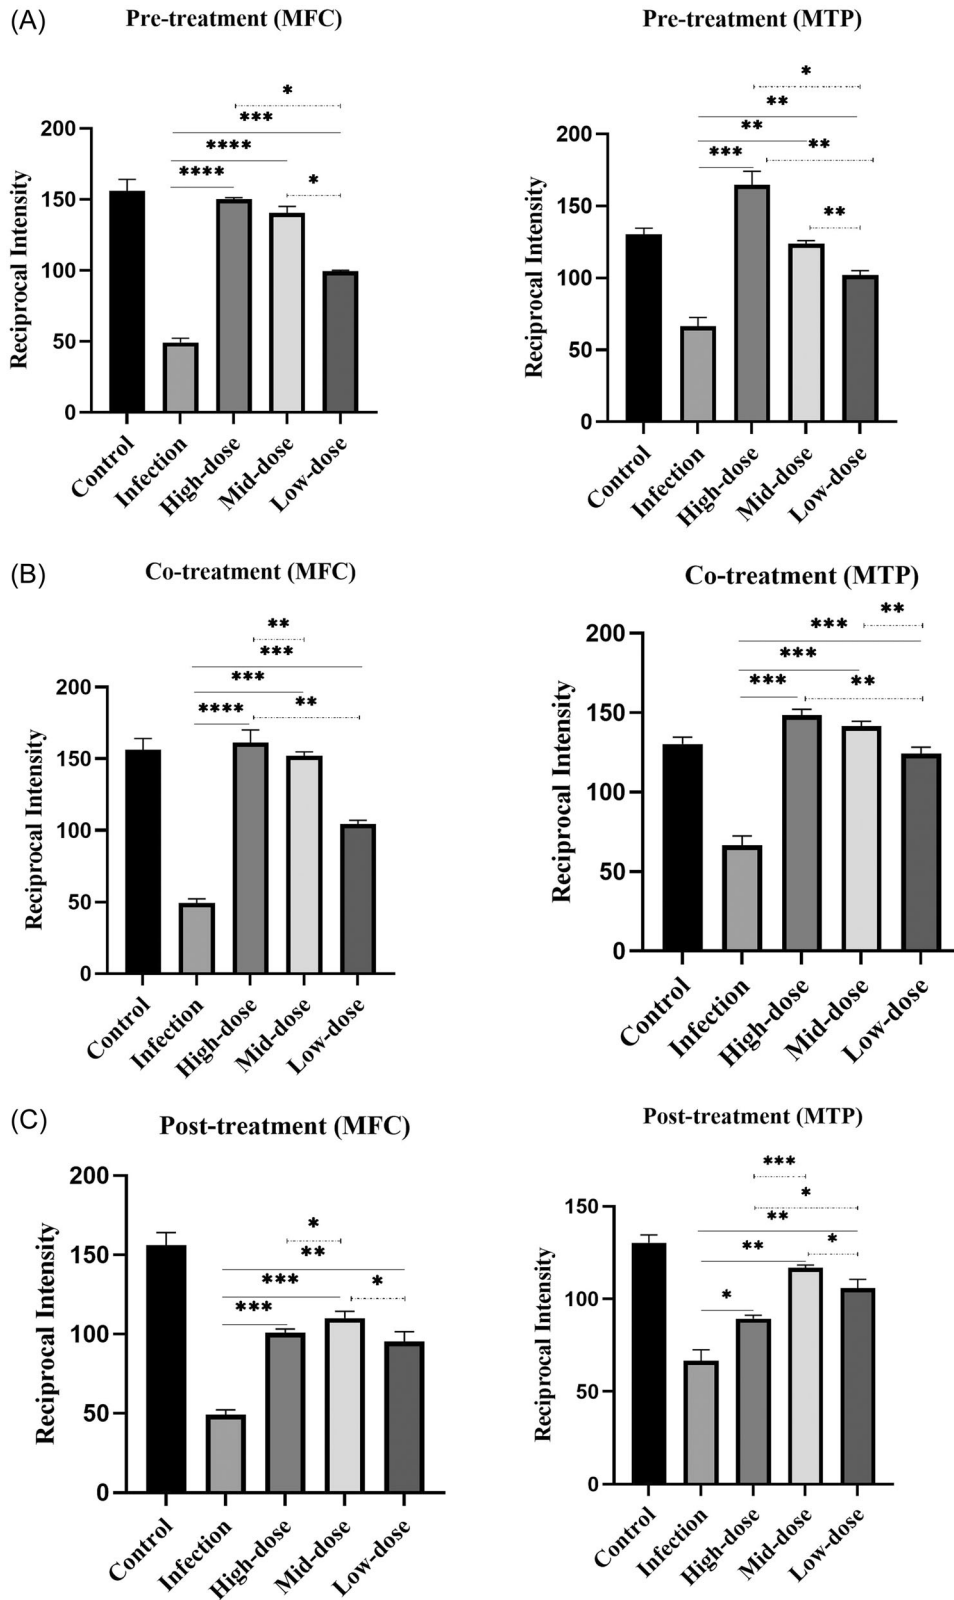 (A)
Pre-treatment (MFC)
*
***
****
****
*
200
150
100
50
0
Reciprocal Intensity
Control
Infection
High-dose
Mid-dose
Low-dose
Pre-treatment (MTP)
*
**
**
***
**
**
200
150
100
50
0
Reciprocal Intensity
Control
Infection
High-dose
Mid-dose
Low-dose
(B)
Co-treatment (MFC)
**
***
***
****
**
200
150
100
50
0
Reciprocal Intensity
Control
Infection
High-dose
Mid-dose
Low-dose
Co-treatment (MTP)
**
***
***
***
**
200
150
100
50
0
Reciprocal Intensity
Control
Infection
High-dose
Mid-dose
Low-dose
(C)
Post-treatment (MFC)
*
**
***
***
*
200
150
100
50
0
Reciprocal Intensity
Control
Infection
High-dose
Mid-dose
Low-dose
Post-treatment (MTP)
***
*
**
**
*
*
150
100
50
0
Reciprocal Intensity
Control
Infection
High-dose
Mid-dose
Low-dose